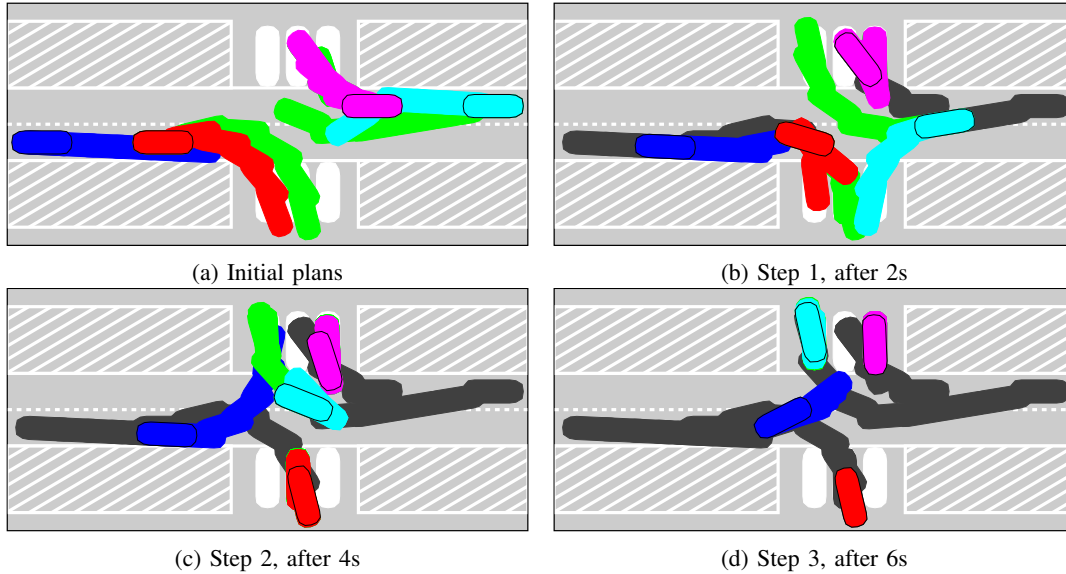 (a) Initial plans
(b) Step 1, after 2s
(c) Step 2, after 4s
(d) Step 3, after 6s